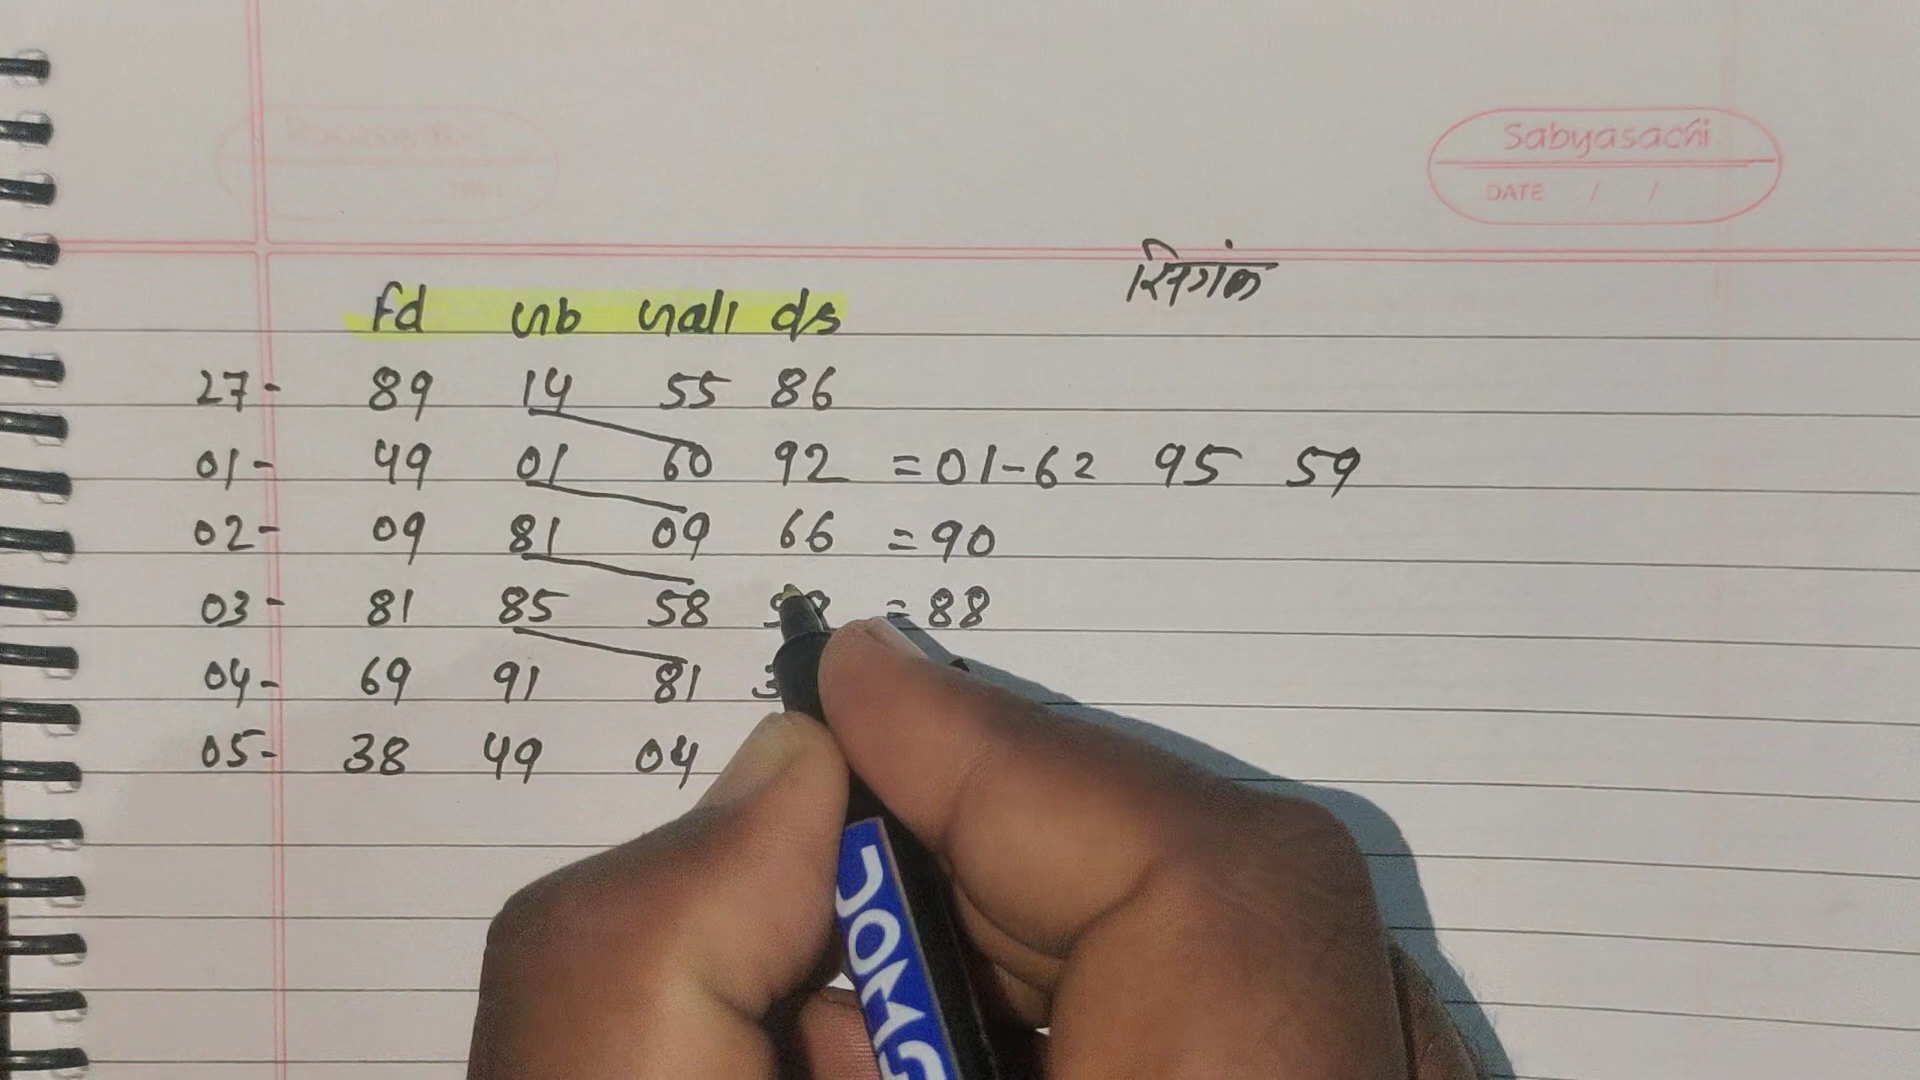 Sabyasachi
DATE / /
सिगंल
Fd gb gali ds
27- 89 14 55 86
01- 49 01 60 92 =01-62 95 59
02- 09 81 09 66 =90
03- 81 85 58 =88
04- 69 91 81
05- 38 49 04
DOMS